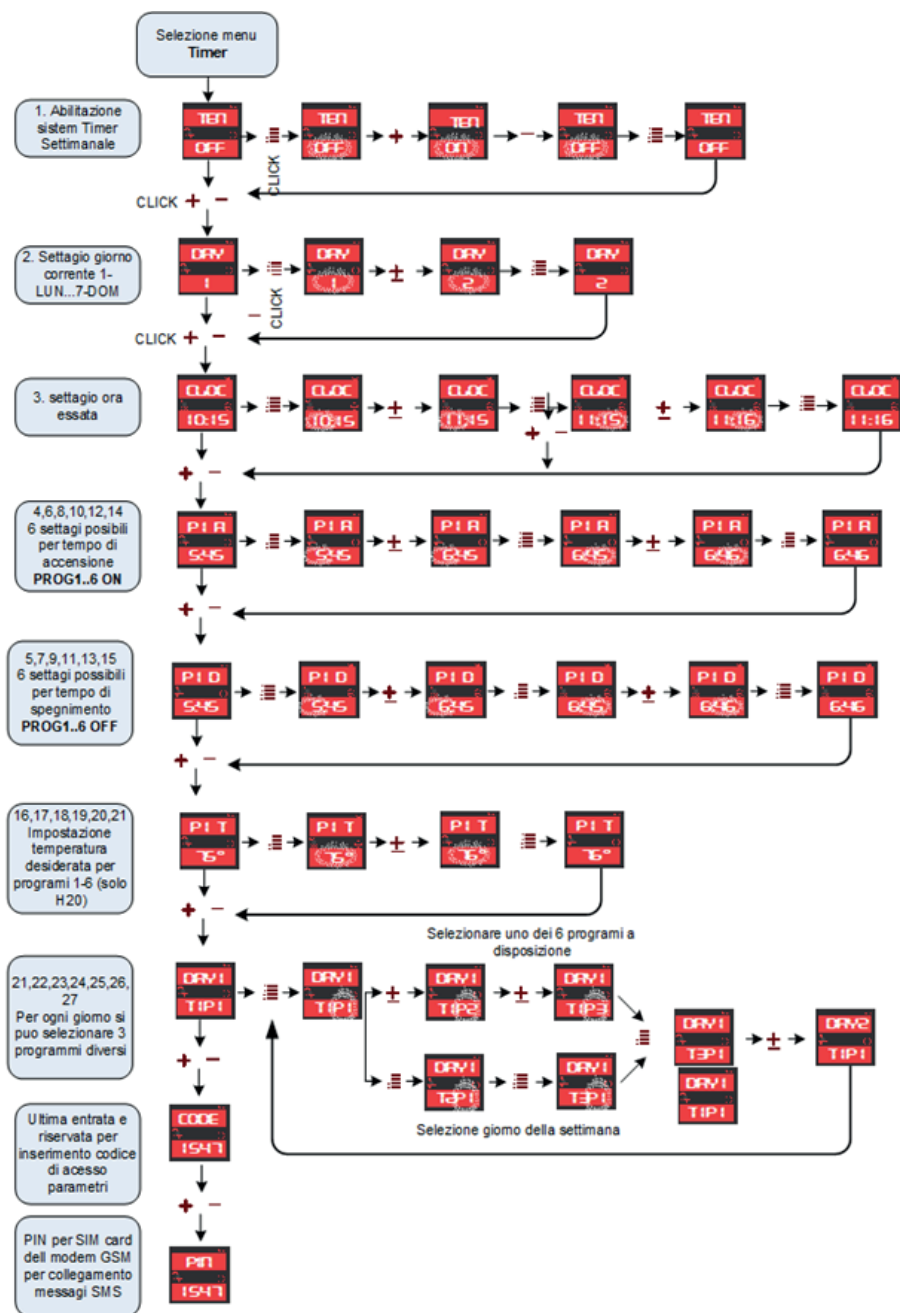 Selezione menu
Timer
1. Abilitazione
sistem Timer
Settimanale
TEN
OFF
CLICK
TEN
OFF
+
TEN
ON
−
TEN
OFF
TEN
OFF
CLICK + −
2. Settagio giorno
corrente 1-
LUN...7-DOM
DAY
1
− CLICK
DAY
1
±
DAY
2
DAY
2
CLICK + −
3. settagio ora
essata
CLOC
10:15
CLOC
10:15
±
CLOC
11:15
CLOC
11:15
±
CLOC
11:16
CLOC
11:16
+ −
+ −
4,6,8,10,12,14
6 settagi posibili
per tempo di
accensione
PROG1..6 ON
P1 A
5:45
P1 A
5:45
±
P1 A
6:45
P1 A
6:45
±
P1 A
6:46
P1 A
6:46
+ −
5,7,9,11,13,15
6 settagi possibili
per tempo di
spegnimento
PROG1..6 OFF
P1 D
5:45
P1 D
5:45
±
P1 D
6:45
P1 D
6:45
±
P1 D
6:46
P1 D
6:46
+ −
16,17,18,19,20,21
Impostazione
temperatura
desiderata per
programi 1-6 (solo
H20)
P1 T
75°
P1 T
75°
±
P1 T
76°
P1 T
76°
+ −
Selezionare uno dei 6 programi a
disposizione
21,22,23,24,25,26,
27
Per ogni giorno si
puo selezionare 3
programmi diversi
DAY1
T1P1
DAY1
T1P1
±
DAY1
T1P2
±
DAY1
T1P3
DAY1
T2P1
DAY1
T3P1
DAY1
T3P1
DAY1
T1P1
±
DAY2
T1P1
Selezione giorno della settimana
+ −
Ultima entrata e
riservata per
inserimento codice
di acesso
parametri
CODE
1547
+ −
PIN per SIM card
dell modem GSM
per collegamento
messagi SMS
PIN
1547